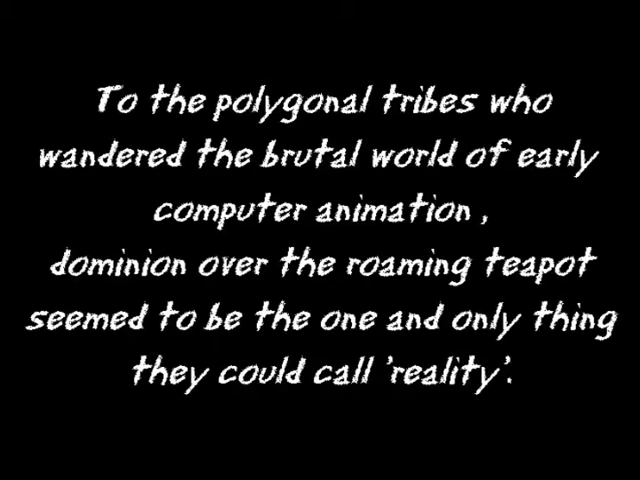 To the polygonal tribes who
wandered the brutal world of early
computer animation ,
dominion over the roaming teapot
seemed to be the one and only thing
they could call 'reality'.